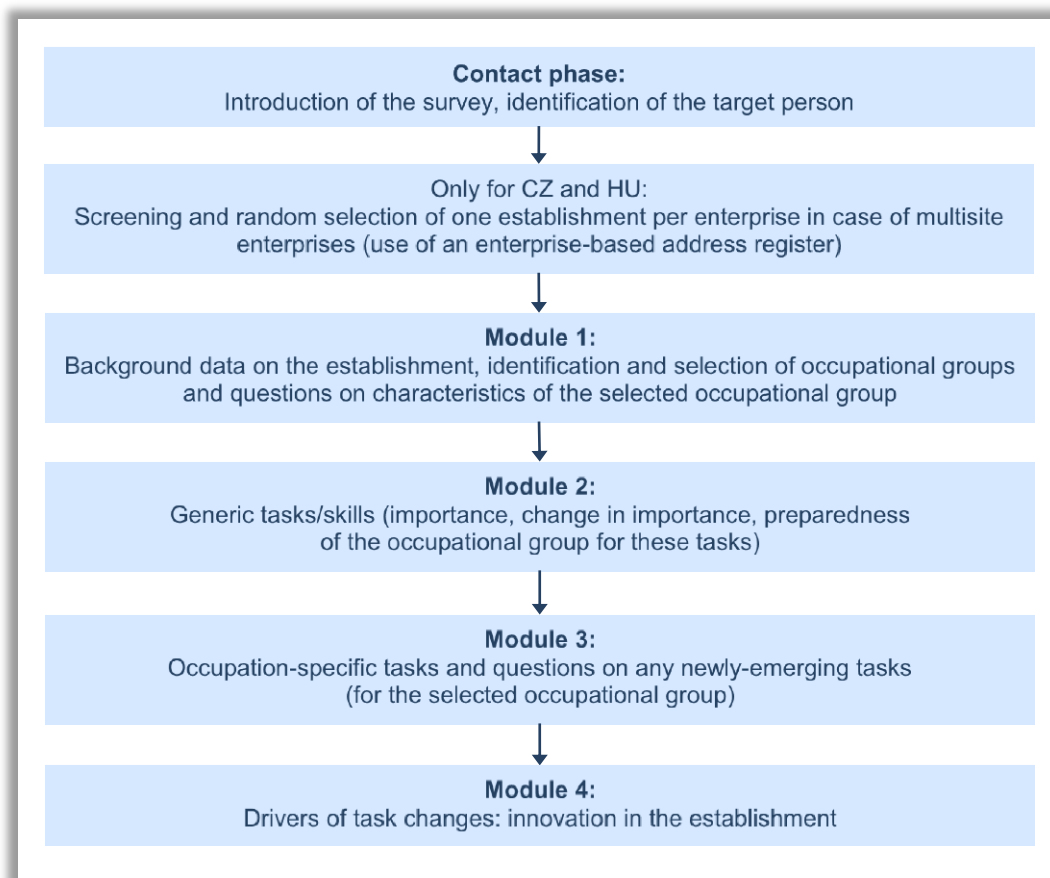 Contact phase:
Introduction of the survey, identification of the target person
Only for CZ and HU:
Screening and random selection of one establishment per enterprise in case of multisite
enterprises (use of an enterprise-based address register)
Module 1:
Background data on the establishment, identification and selection of occupational groups
and questions on characteristics of the selected occupational group
Module 2:
Generic tasks/skills (importance, change in importance, preparedness
of the occupational group for these tasks)
Module 3:
Occupation-specific tasks and questions on any newly-emerging tasks
(for the selected occupational group)
Module 4:
Drivers of task changes: innovation in the establishment